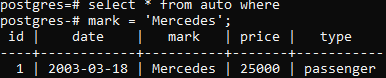 postgres=# select * from auto where
postgres-# mark = 'Mercedes';
 id |    date    |   mark   | price |   type
----+------------+----------+-------+-----------
  1 | 2003-03-18 | Mercedes | 25000 | passenger